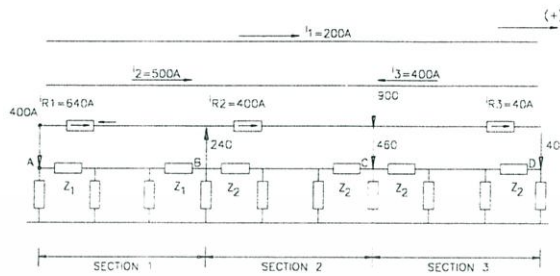 (+)
I1=200A
I2=500A I3=400A
IR1=640A IR2=400A 900 IR3=40A
400A
240 460 40
A B C D
Z1 Z1 Z2 Z2 Z2 Z2
SECTION 1 SECTION 2 SECTION 3